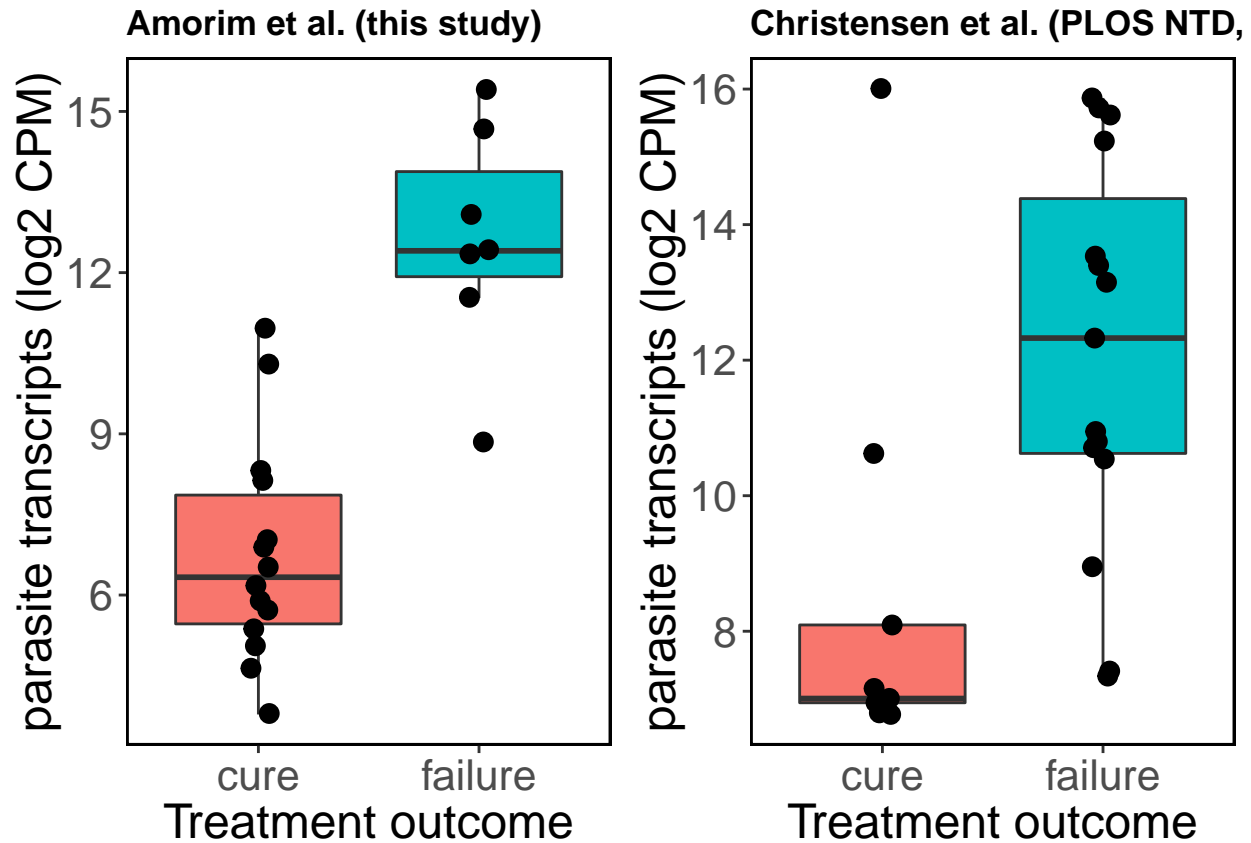 Amorim et al. (this study)
parasite transcripts (log2 CPM)
15
12
9
6
cure
failure
Treatment outcome
Christensen et al. (PLOS NTD,
parasite transcripts (log2 CPM)
16
14
12
10
8
cure
failure
Treatment outcome